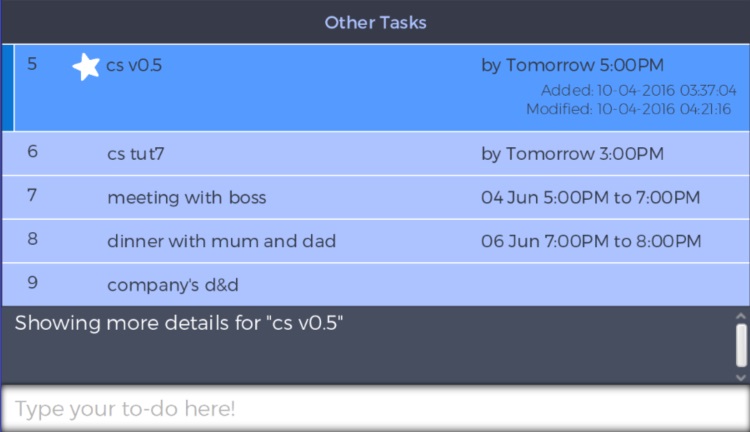 Other Tasks
5 cs v0.5 by Tomorrow 5:00PM
Added: 10-04-2016 03:37:04
Modified: 10-04-2016 04:21:16
6 cs tut7 by Tomorrow 3:00PM
7 meeting with boss 04 Jun 5:00PM to 7:00PM
8 dinner with mum and dad 06 Jun 7:00PM to 8:00PM
9 company's d&d
Showing more details for "cs v0.5"
Type your to-do here!